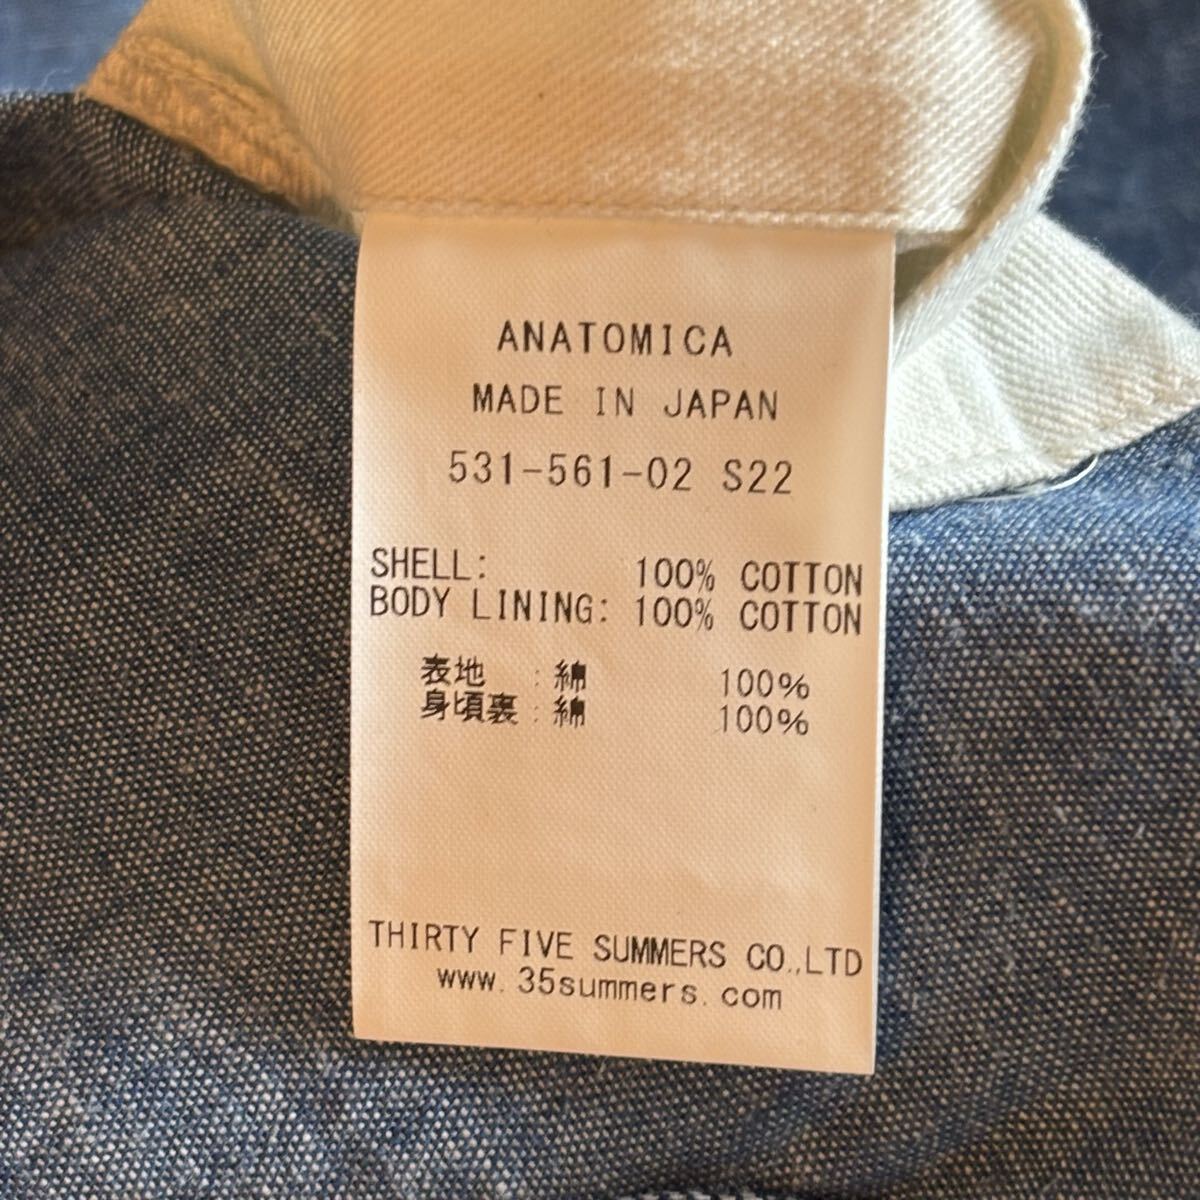 ANATOMICA
MADE IN JAPAN
531-561-02 S22
SHELL: 100% COTTON
BODY LINING: 100% COTTON
表地 : 綿 100%
身頃裏 : 綿 100%
THIRTY FIVE SUMMERS CO.,LTD
www.35summers.com